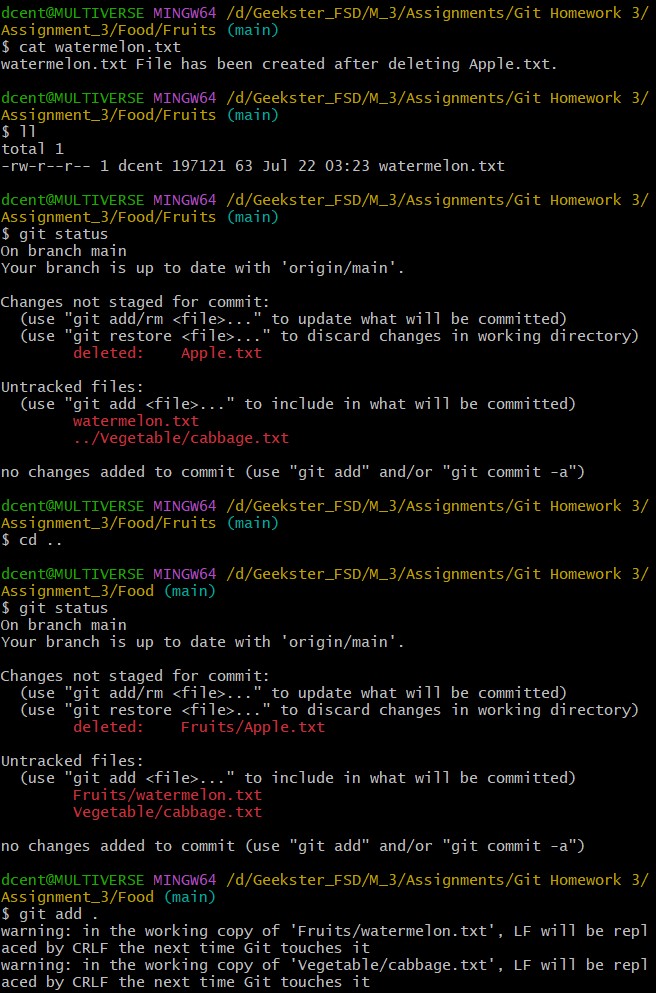 dcent@MULTIVERSE MINGW64 /d/Geekster_FSD/M_3/Assignments/Git Homework 3/
Assignment_3/Food/Fruits (main)
$ cat watermelon.txt
watermelon.txt File has been created after deleting Apple.txt.
dcent@MULTIVERSE MINGW64 /d/Geekster_FSD/M_3/Assignments/Git Homework 3/
Assignment_3/Food/Fruits (main)
$ ll
total 1
-rw-r--r-- 1 dcent 197121 63 Jul 22 03:23 watermelon.txt
dcent@MULTIVERSE MINGW64 /d/Geekster_FSD/M_3/Assignments/Git Homework 3/
Assignment_3/Food/Fruits (main)
$ git status
On branch main
Your branch is up to date with 'origin/main'.
Changes not staged for commit:
  (use "git add/rm <file>..." to update what will be committed)
  (use "git restore <file>..." to discard changes in working directory)
        deleted:    Apple.txt
Untracked files:
  (use "git add <file>..." to include in what will be committed)
        watermelon.txt
        ../Vegetable/cabbage.txt
no changes added to commit (use "git add" and/or "git commit -a")
dcent@MULTIVERSE MINGW64 /d/Geekster_FSD/M_3/Assignments/Git Homework 3/
Assignment_3/Food/Fruits (main)
$ cd ..
dcent@MULTIVERSE MINGW64 /d/Geekster_FSD/M_3/Assignments/Git Homework 3/
Assignment_3/Food (main)
$ git status
On branch main
Your branch is up to date with 'origin/main'.
Changes not staged for commit:
  (use "git add/rm <file>..." to update what will be committed)
  (use "git restore <file>..." to discard changes in working directory)
        deleted:    Fruits/Apple.txt
Untracked files:
  (use "git add <file>..." to include in what will be committed)
        Fruits/watermelon.txt
        Vegetable/cabbage.txt
no changes added to commit (use "git add" and/or "git commit -a")
dcent@MULTIVERSE MINGW64 /d/Geekster_FSD/M_3/Assignments/Git Homework 3/
Assignment_3/Food (main)
$ git add .
warning: in the working copy of 'Fruits/watermelon.txt', LF will be repl
aced by CRLF the next time Git touches it
warning: in the working copy of 'Vegetable/cabbage.txt', LF will be repl
aced by CRLF the next time Git touches it